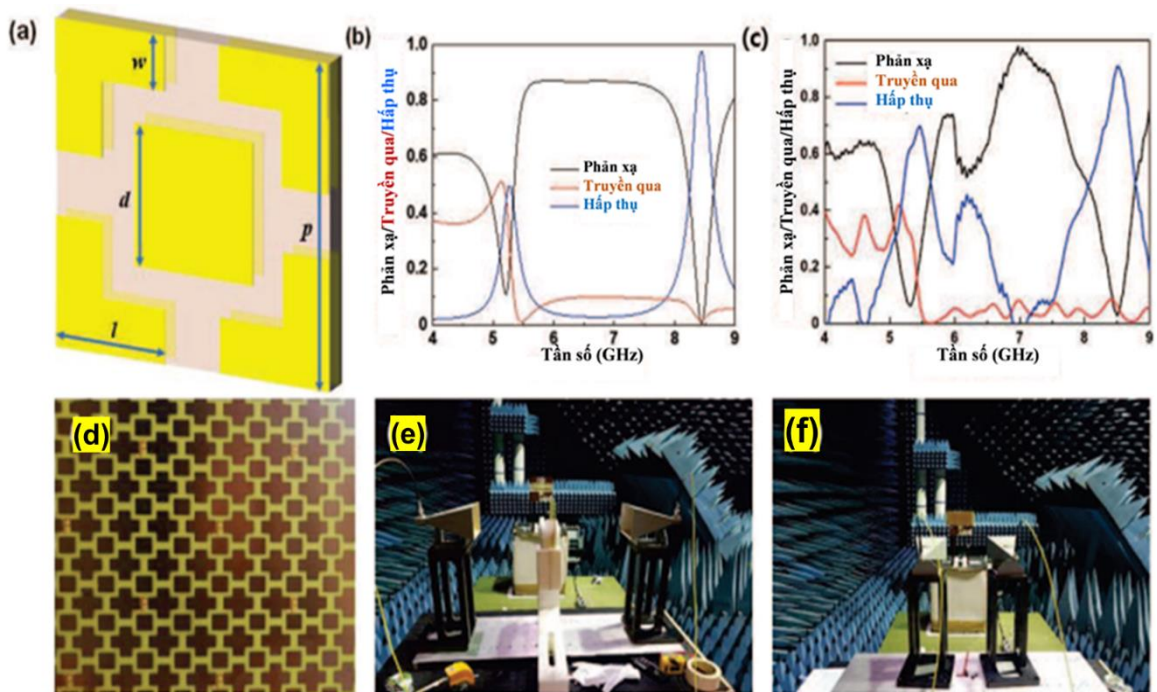 (a)
w
d
p
l
(b)
Phản xạ/Truyền qua/Hấp thụ
1.0
0.8
0.6
0.4
0.2
0
Phản xạ
Truyền qua
Hấp thụ
4 5 6 7 8 9
Tần số (GHz)
(c)
Phản xạ/Truyền qua/Hấp thụ
1.0
0.8
0.6
0.4
0.2
0
Phản xạ
Truyền qua
Hấp thụ
4 5 6 7 8 9
Tần số (GHz)
(d)
(e)
(f)